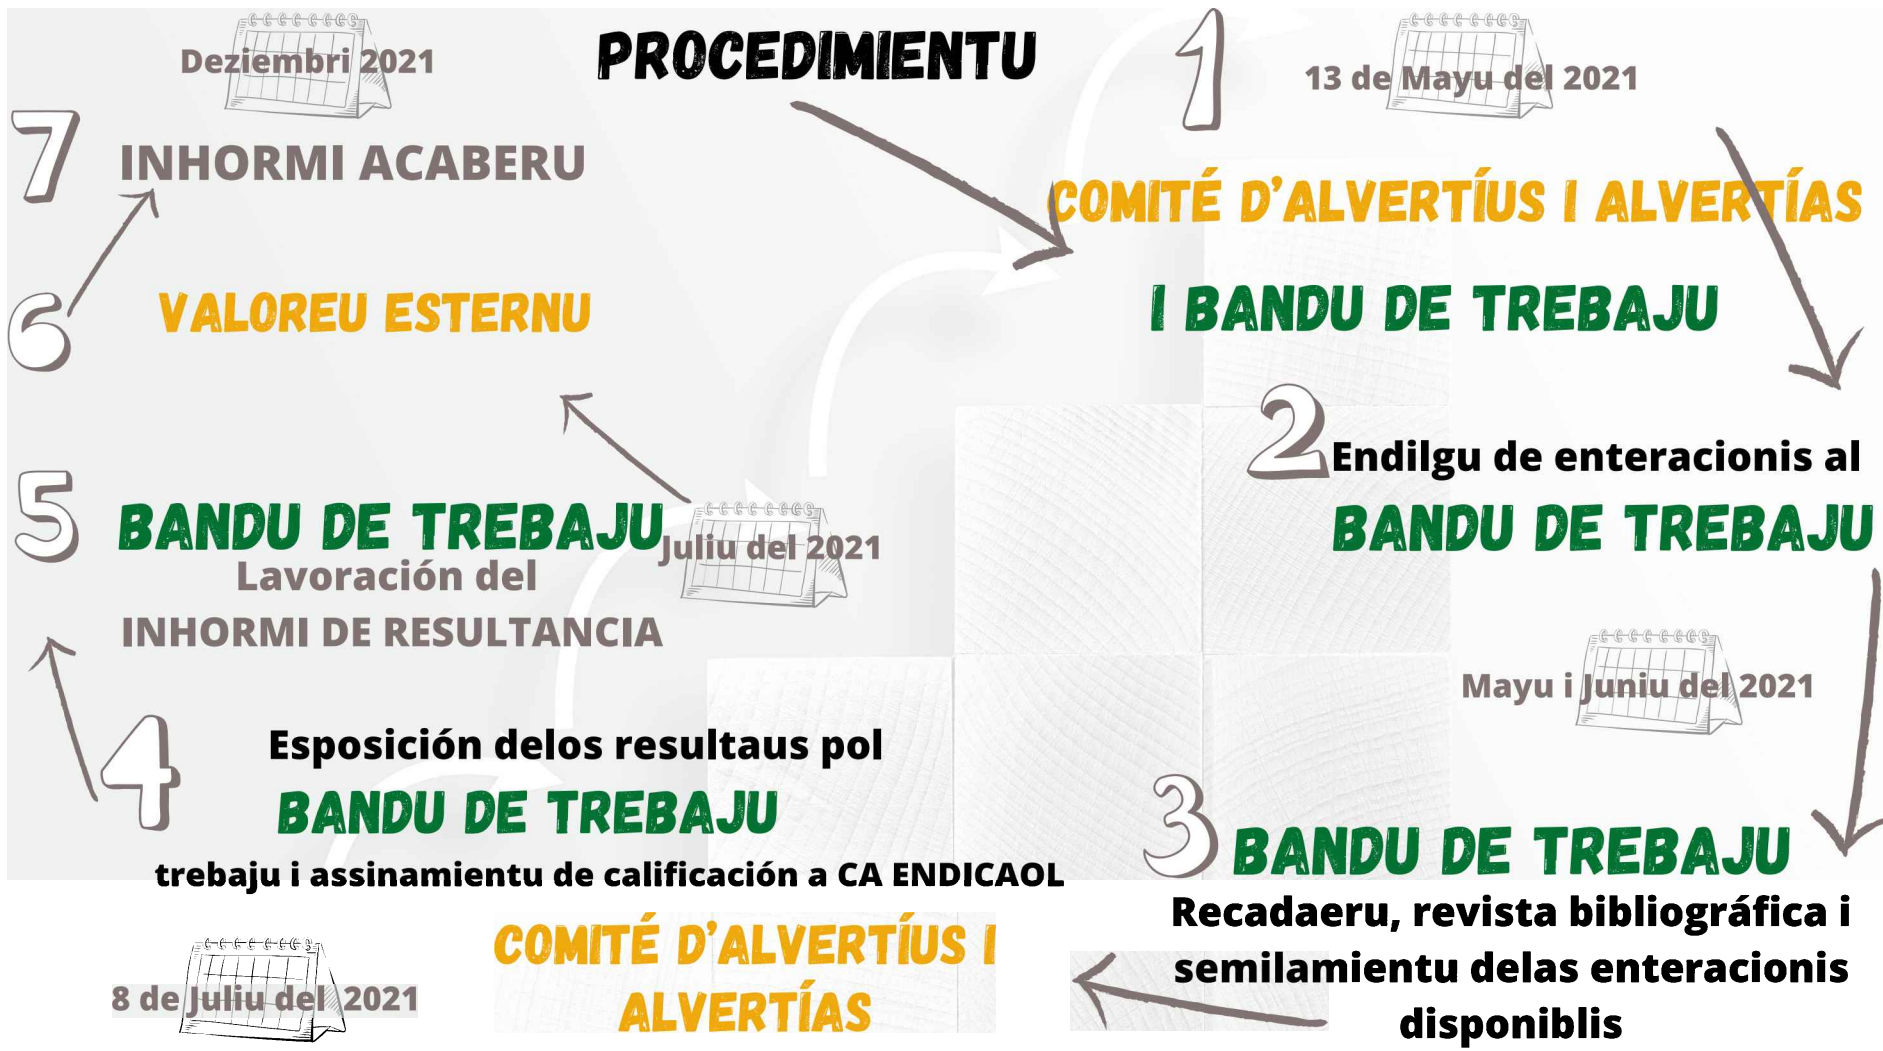 PROCEDIMIENTU
1
13 de Mayu del 2021
COMITÉ D'ALVERTÍUS I ALVERTÍAS
I BANDU DE TREBAJU
2
Endilgu de enteracionis al
BANDU DE TREBAJU
Mayu i Juniu del 2021
3
BANDU DE TREBAJU
Recadaeru, revista bibliográfica i
semilamientu delas enteracionis
disponiblis
4
Esposición delos resultaus pol
BANDU DE TREBAJU
trebaju i assinamientu de calificación a CA ENDICAOL
COMITÉ D'ALVERTÍUS I
ALVERTÍAS
8 de Juliu del 2021
5
BANDU DE TREBAJU
Juliu del 2021
Lavoración del
INHORMI DE RESULTANCIA
6
VALOREU ESTERNU
7
Deziembri 2021
INHORMI ACABERU